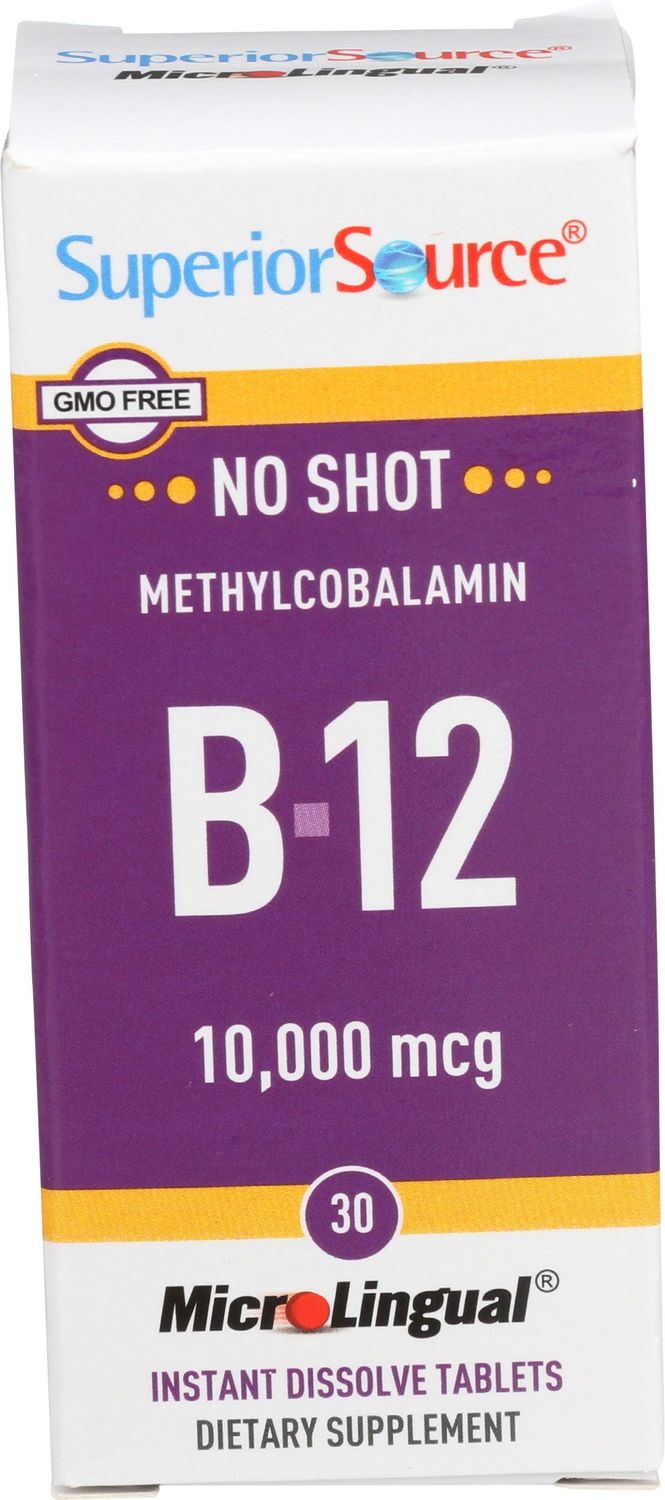 SuperiorSource®
MicroLingual®
SuperiorSource®
GMO FREE
NO SHOT
METHYLCOBALAMIN
B-12
10,000 mcg
30
MicroLingual®
INSTANT DISSOLVE TABLETS
DIETARY SUPPLEMENT